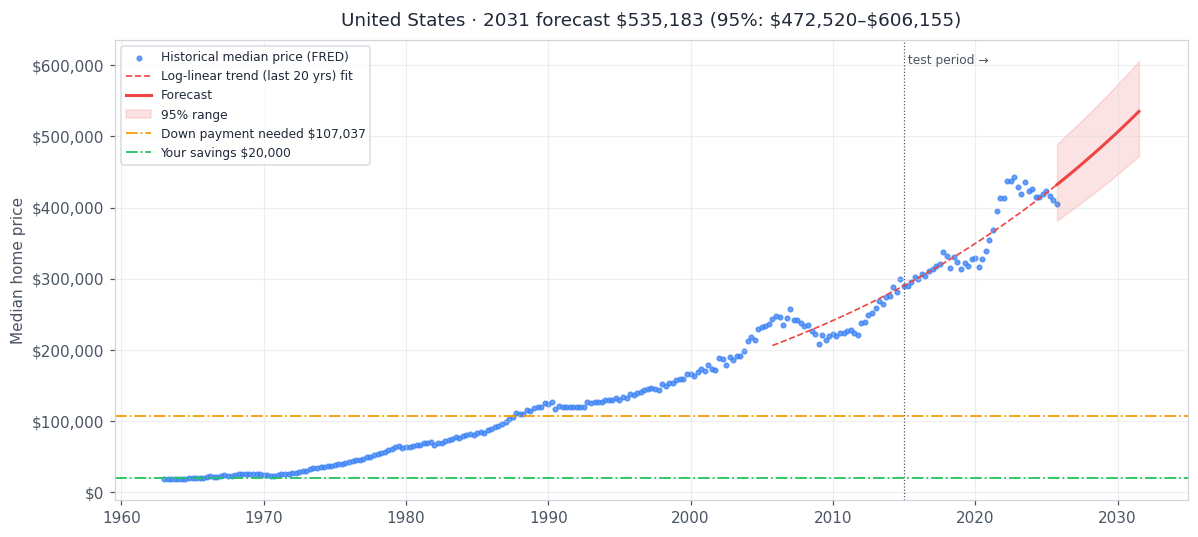 United States · 2031 forecast $535,183 (95%: $472,520–$606,155)
Historical median price (FRED)
Log-linear trend (last 20 yrs) fit
Forecast
95% range
Down payment needed $107,037
Your savings $20,000
test period →
Median home price
$600,000
$500,000
$400,000
$300,000
$200,000
$100,000
$0
1960
1970
1980
1990
2000
2010
2020
2030